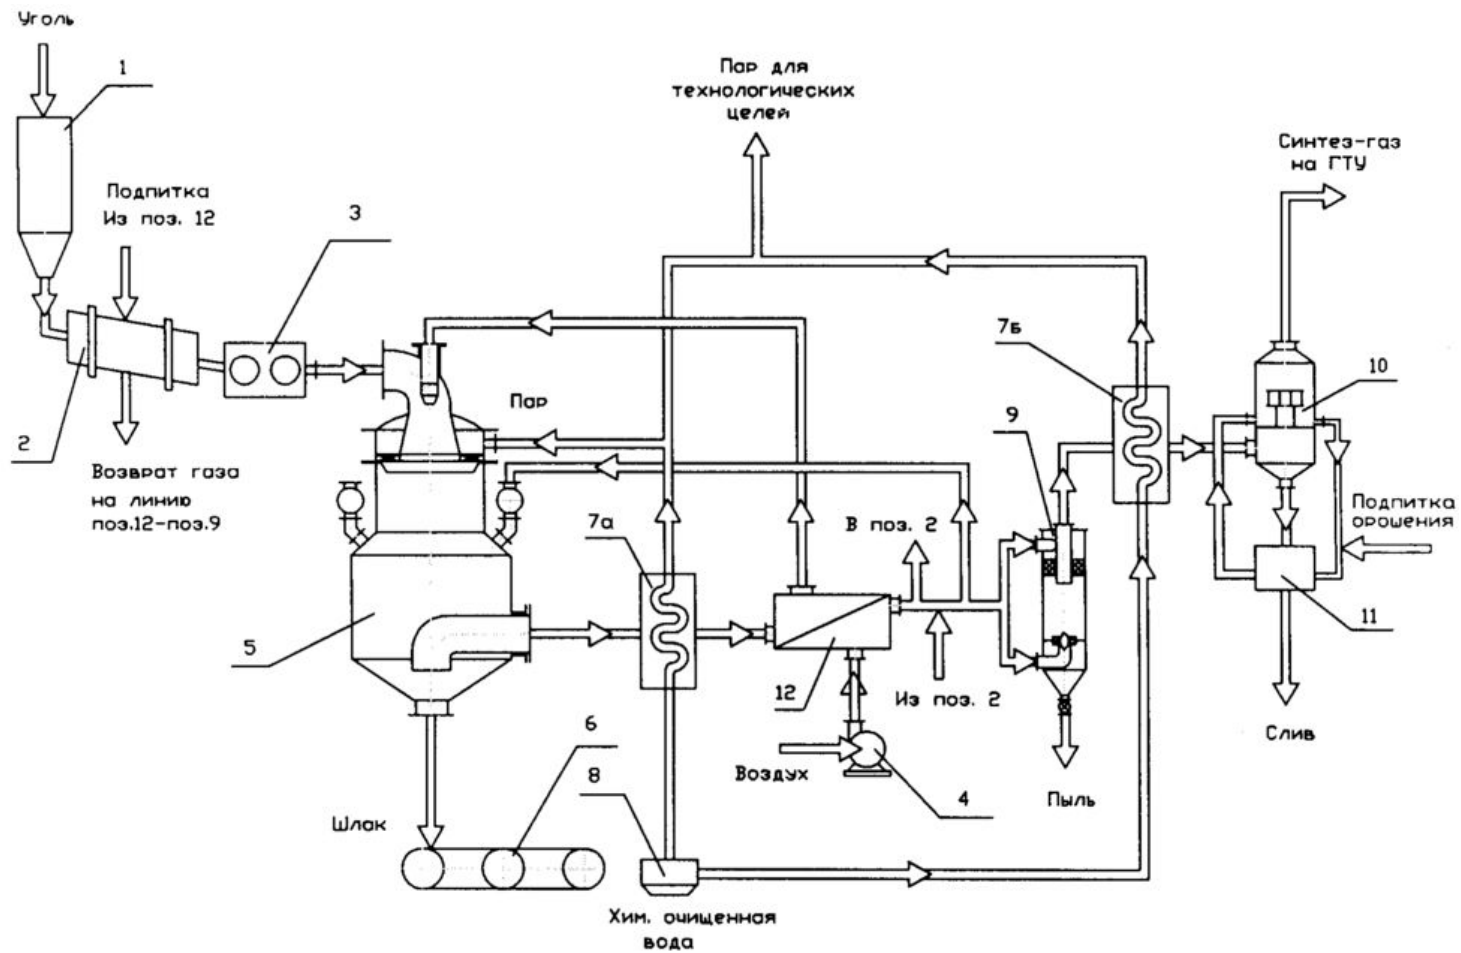 Уголь
1
Пар для
технологических
целей
Синтез-газ
на ГТУ
Подпитка
Из поз. 12
3
7б
10
2
Пар
9
Возврат газа
на линию
поз.12-поз.9
7а
В поз. 2
Подпитка
орошения
11
5
12
Из поз. 2
6
Слив
Воздух
8
4
Пыль
Шлак
Хим. очищенная
вода